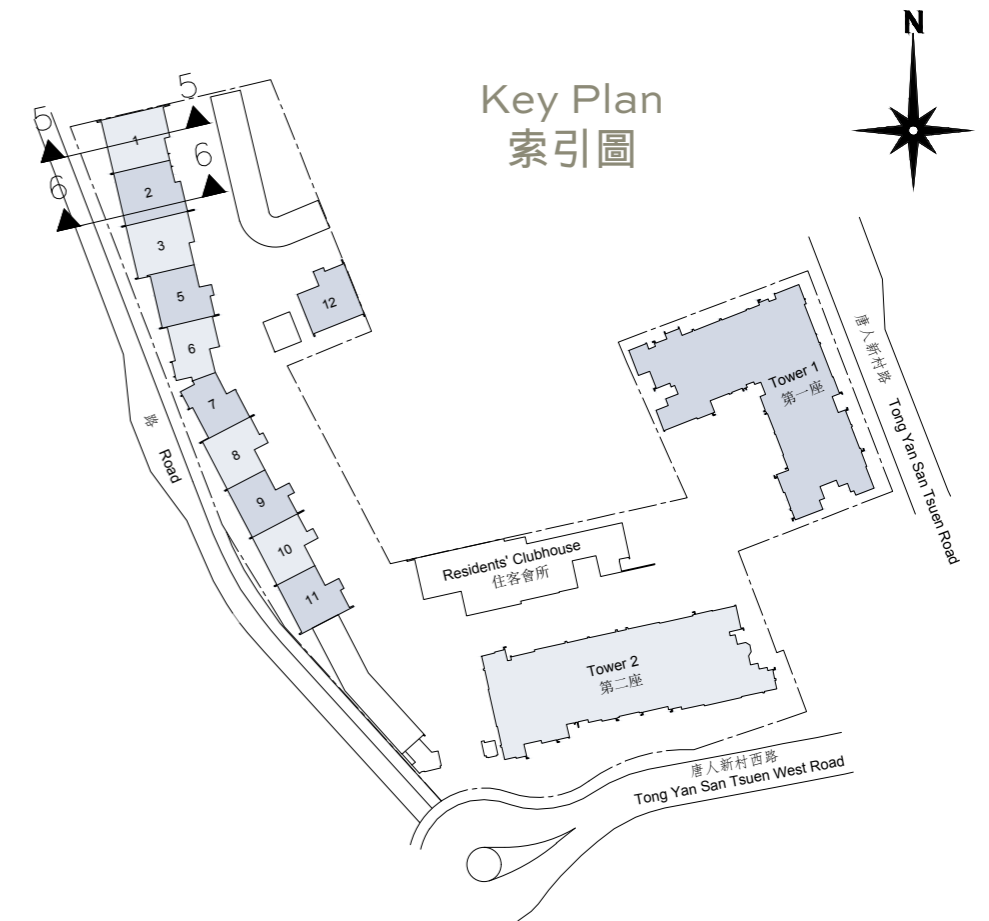 N
Key Plan
索引圖
5
5
6
6
1
2
3
5
6
7
8
9
10
11
12
路 Road
Tower 1
第一座
唐人新村路 Tong Yan San Tsuen Road
Residents' Clubhouse
住客會所
Tower 2
第二座
唐人新村西路
Tong Yan San Tsuen West Road